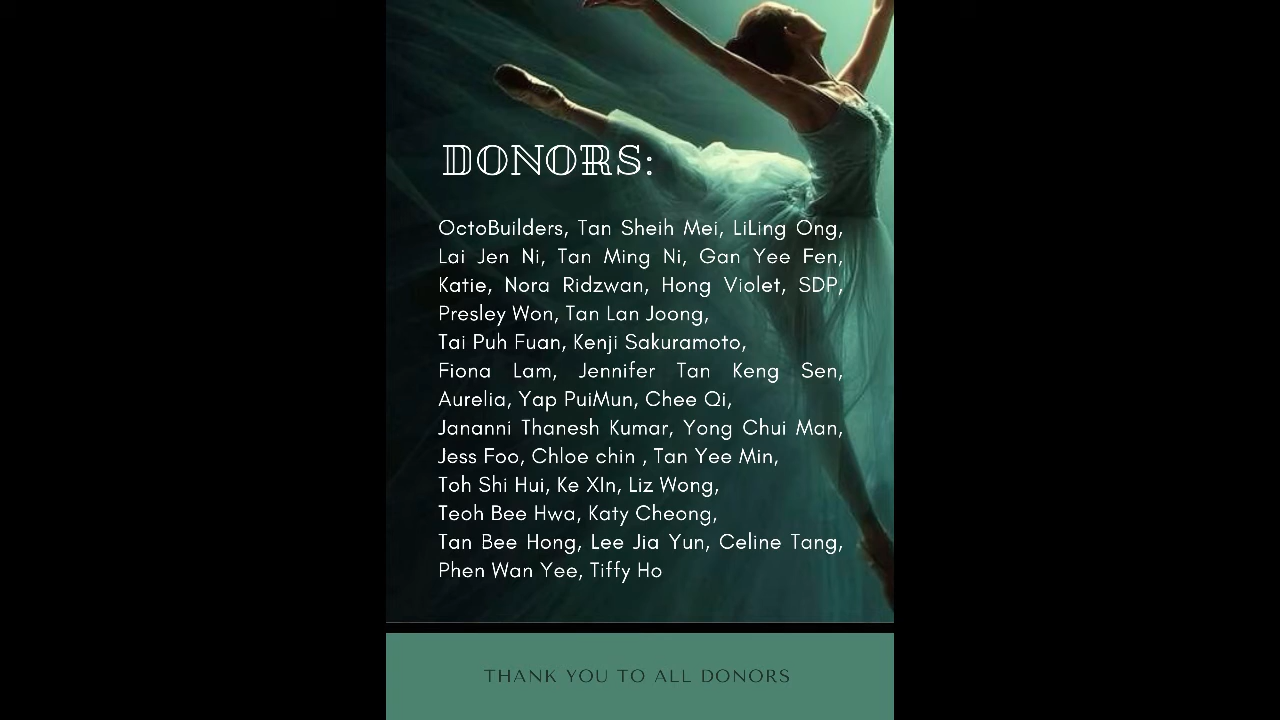 DONORS:
OctoBuilders, Tan Sheih Mei, LiLing Ong,
Lai Jen Ni, Tan Ming Ni, Gan Yee Fen,
Katie, Nora Ridzwan, Hong Violet, SDP,
Presley Won, Tan Lan Joong,
Tai Puh Fuan, Kenji Sakuramoto,
Fiona Lam, Jennifer Tan Keng Sen,
Aurelia, Yap PuiMun, Chee Qi,
Jananni Thanesh Kumar, Yong Chui Man,
Jess Foo, Chloe chin , Tan Yee Min,
Toh Shi Hui, Ke XIn, Liz Wong,
Teoh Bee Hwa, Katy Cheong,
Tan Bee Hong, Lee Jia Yun, Celine Tang,
Phen Wan Yee, Tiffy Ho
THANK YOU TO ALL DONORS